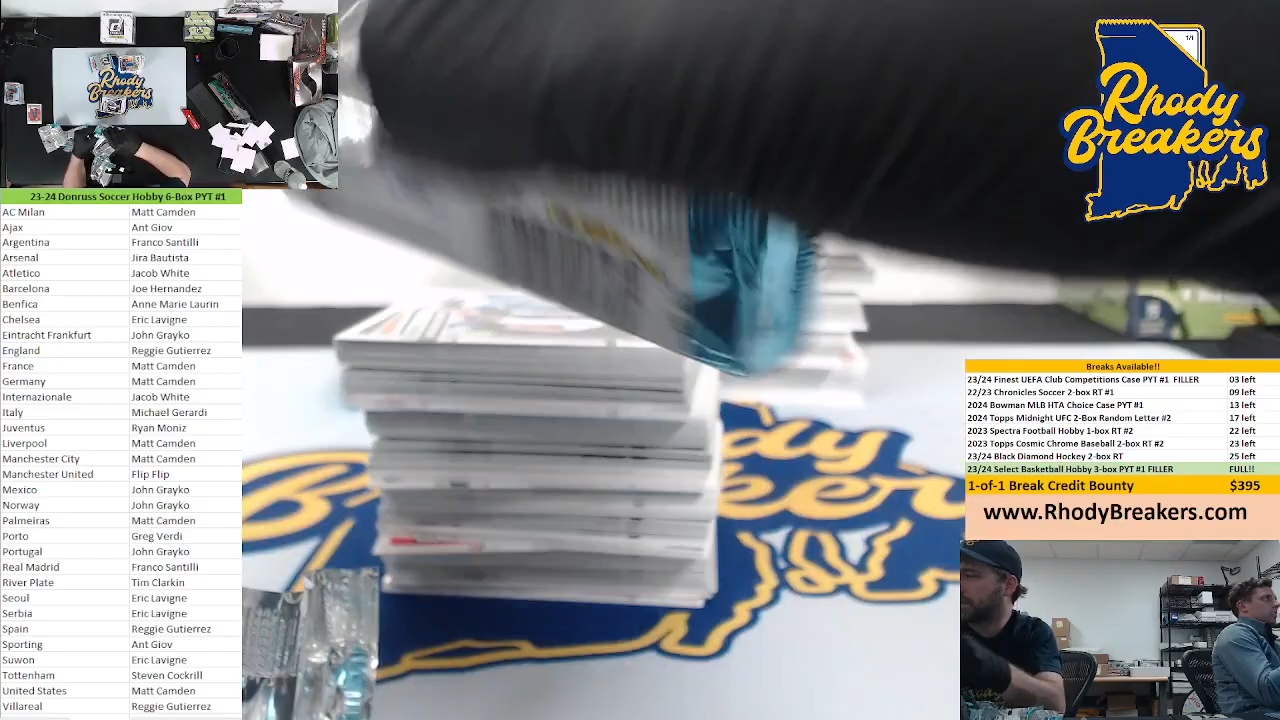 23-24 Donruss Soccer Hobby 6-Box PYT #1
AC Milan Matt Camden
Ajax Ant Giov
Argentina Franco Santilli
Arsenal Jira Bautista
Atletico Jacob White
Barcelona Joe Hernandez
Benfica Anne Marie Laurin
Chelsea Eric Lavigne
Eintracht Frankfurt John Grayko
England Reggie Gutierrez
France Matt Camden
Germany Matt Camden
Internazionale Jacob White
Italy Michael Gerardi
Juventus Ryan Moniz
Liverpool Matt Camden
Manchester City Matt Camden
Manchester United Flip Flip
Mexico John Grayko
Norway John Grayko
Palmeiras Matt Camden
Porto Greg Verdi
Portugal John Grayko
Real Madrid Franco Santilli
River Plate Tim Clarkin
Seoul Eric Lavigne
Serbia Eric Lavigne
Spain Reggie Gutierrez
Sporting Ant Giov
Suwon Eric Lavigne
Tottenham Steven Cockrill
United States Matt Camden
Villareal Reggie Gutierrez
1/1
Rhody
Breakers
Breaks Available!!
23/24 Finest UEFA Club Competitions Case PYT #1 FILLER 03 left
22/23 Chronicles Soccer 2-box RT #1 09 left
2024 Bowman MLB HTA Choice Case PYT #1 13 left
2024 Topps Midnight UFC 2-Box Random Letter #2 17 left
2023 Spectra Football Hobby 1-box RT #2 22 left
2023 Topps Cosmic Chrome Baseball 2-box RT #2 23 left
23/24 Black Diamond Hockey 2-box RT 25 left
23/24 Select Basketball Hobby 3-box PYT #1 FILLER FULL!!
1-of-1 Break Credit Bounty $395
www.RhodyBreakers.com